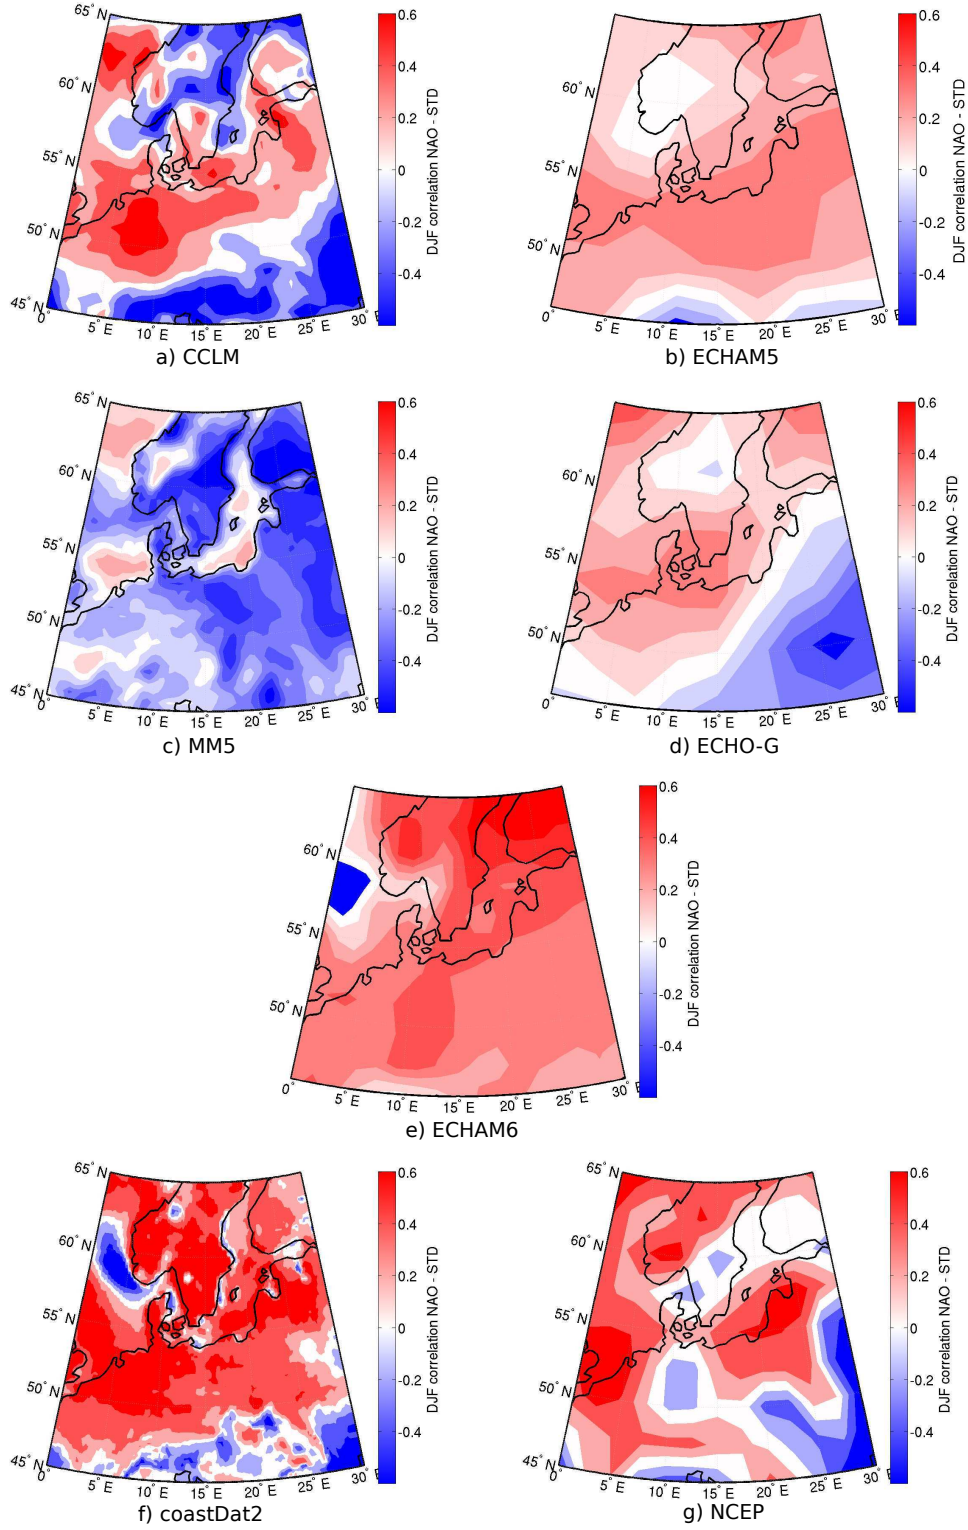 65° N
60° N
55° N
50° N
45° N
0°
5° E
10° E
15° E
20° E
25° E
30° E
0.6
0.4
0.2
0
-0.2
-0.4
DJF correlation NAO - STD
a) CCLM
65° N
60° N
55° N
50° N
45° N
0°
5° E
10° E
15° E
20° E
25° E
30° E
0.6
0.4
0.2
0
-0.2
-0.4
DJF correlation NAO - STD
b) ECHAM5
65° N
60° N
55° N
50° N
45° N
0°
5° E
10° E
15° E
20° E
25° E
30° E
0.6
0.4
0.2
0
-0.2
-0.4
DJF correlation NAO - STD
c) MM5
65° N
60° N
55° N
50° N
45° N
0°
5° E
10° E
15° E
20° E
25° E
30° E
0.6
0.4
0.2
0
-0.2
-0.4
DJF correlation NAO - STD
d) ECHO-G
60° N
55° N
50° N
0°
5° E
10° E
15° E
20° E
25° E
30° E
0.6
0.4
0.2
0
-0.2
-0.4
DJF correlation NAO - STD
e) ECHAM6
65° N
60° N
55° N
50° N
45° N
0°
5° E
10° E
15° E
20° E
25° E
30° E
0.6
0.4
0.2
0
-0.2
-0.4
DJF correlation NAO - STD
f) coastDat2
65° N
60° N
55° N
50° N
45° N
0°
5° E
10° E
15° E
20° E
25° E
30° E
0.6
0.4
0.2
0
-0.2
-0.4
DJF correlation NAO - STD
g) NCEP